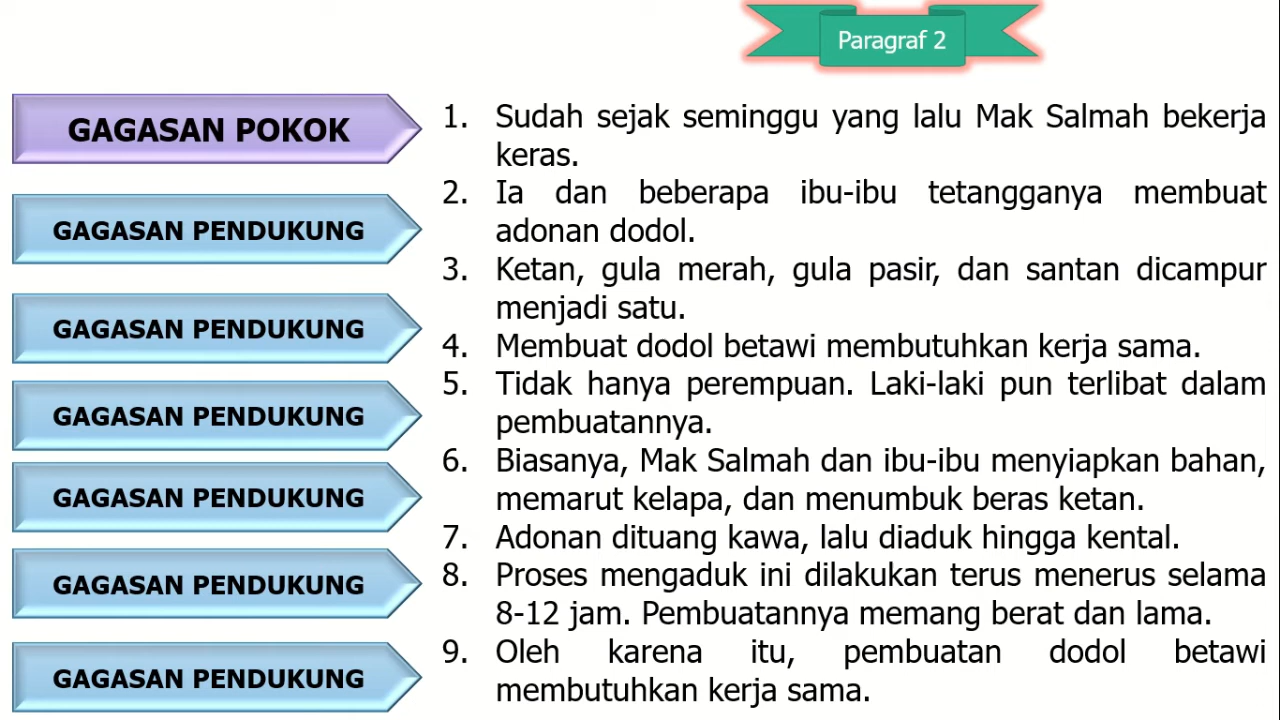 Paragraf 2
GAGASAN POKOK
GAGASAN PENDUKUNG
GAGASAN PENDUKUNG
GAGASAN PENDUKUNG
GAGASAN PENDUKUNG
GAGASAN PENDUKUNG
GAGASAN PENDUKUNG
1. Sudah sejak seminggu yang lalu Mak Salmah bekerja
keras.
2. Ia dan beberapa ibu-ibu tetangganya membuat
adonan dodol.
3. Ketan, gula merah, gula pasir, dan santan dicampur
menjadi satu.
4. Membuat dodol betawi membutuhkan kerja sama.
5. Tidak hanya perempuan. Laki-laki pun terlibat dalam
pembuatannya.
6. Biasanya, Mak Salmah dan ibu-ibu menyiapkan bahan,
memarut kelapa, dan menumbuk beras ketan.
7. Adonan dituang kawa, lalu diaduk hingga kental.
8. Proses mengaduk ini dilakukan terus menerus selama
8-12 jam. Pembuatannya memang berat dan lama.
9. Oleh karena itu, pembuatan dodol betawi
membutuhkan kerja sama.